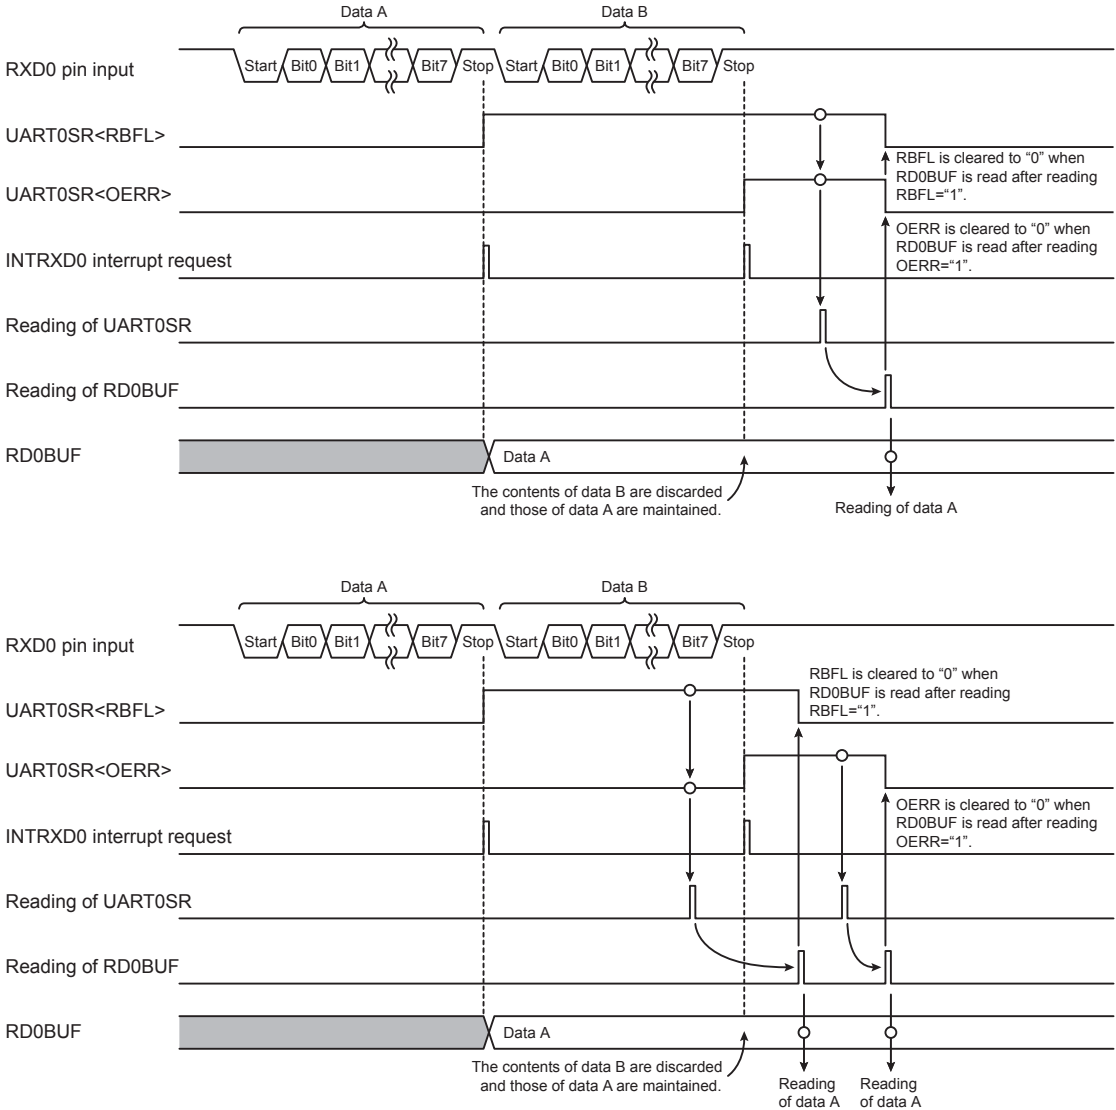 Data A
Data B
RXD0 pin input
Start Bit0 Bit1 Bit7 Stop Start Bit0 Bit1 Bit7 Stop
UART0SR<RBFL>
RBFL is cleared to “0” when
RD0BUF is read after reading
RBFL=“1”.
UART0SR<OERR>
OERR is cleared to “0” when
RD0BUF is read after reading
OERR=“1”.
INTRXD0 interrupt request
Reading of UART0SR
Reading of RD0BUF
RD0BUF
Data A
The contents of data B are discarded
and those of data A are maintained.
Reading of data A
Data A
Data B
RXD0 pin input
Start Bit0 Bit1 Bit7 Stop Start Bit0 Bit1 Bit7 Stop
RBFL is cleared to “0” when
RD0BUF is read after reading
RBFL=“1”.
UART0SR<RBFL>
UART0SR<OERR>
OERR is cleared to “0” when
RD0BUF is read after reading
OERR=“1”.
INTRXD0 interrupt request
Reading of UART0SR
Reading of RD0BUF
RD0BUF
Data A
The contents of data B are discarded
and those of data A are maintained.
Reading
of data A
Reading
of data A